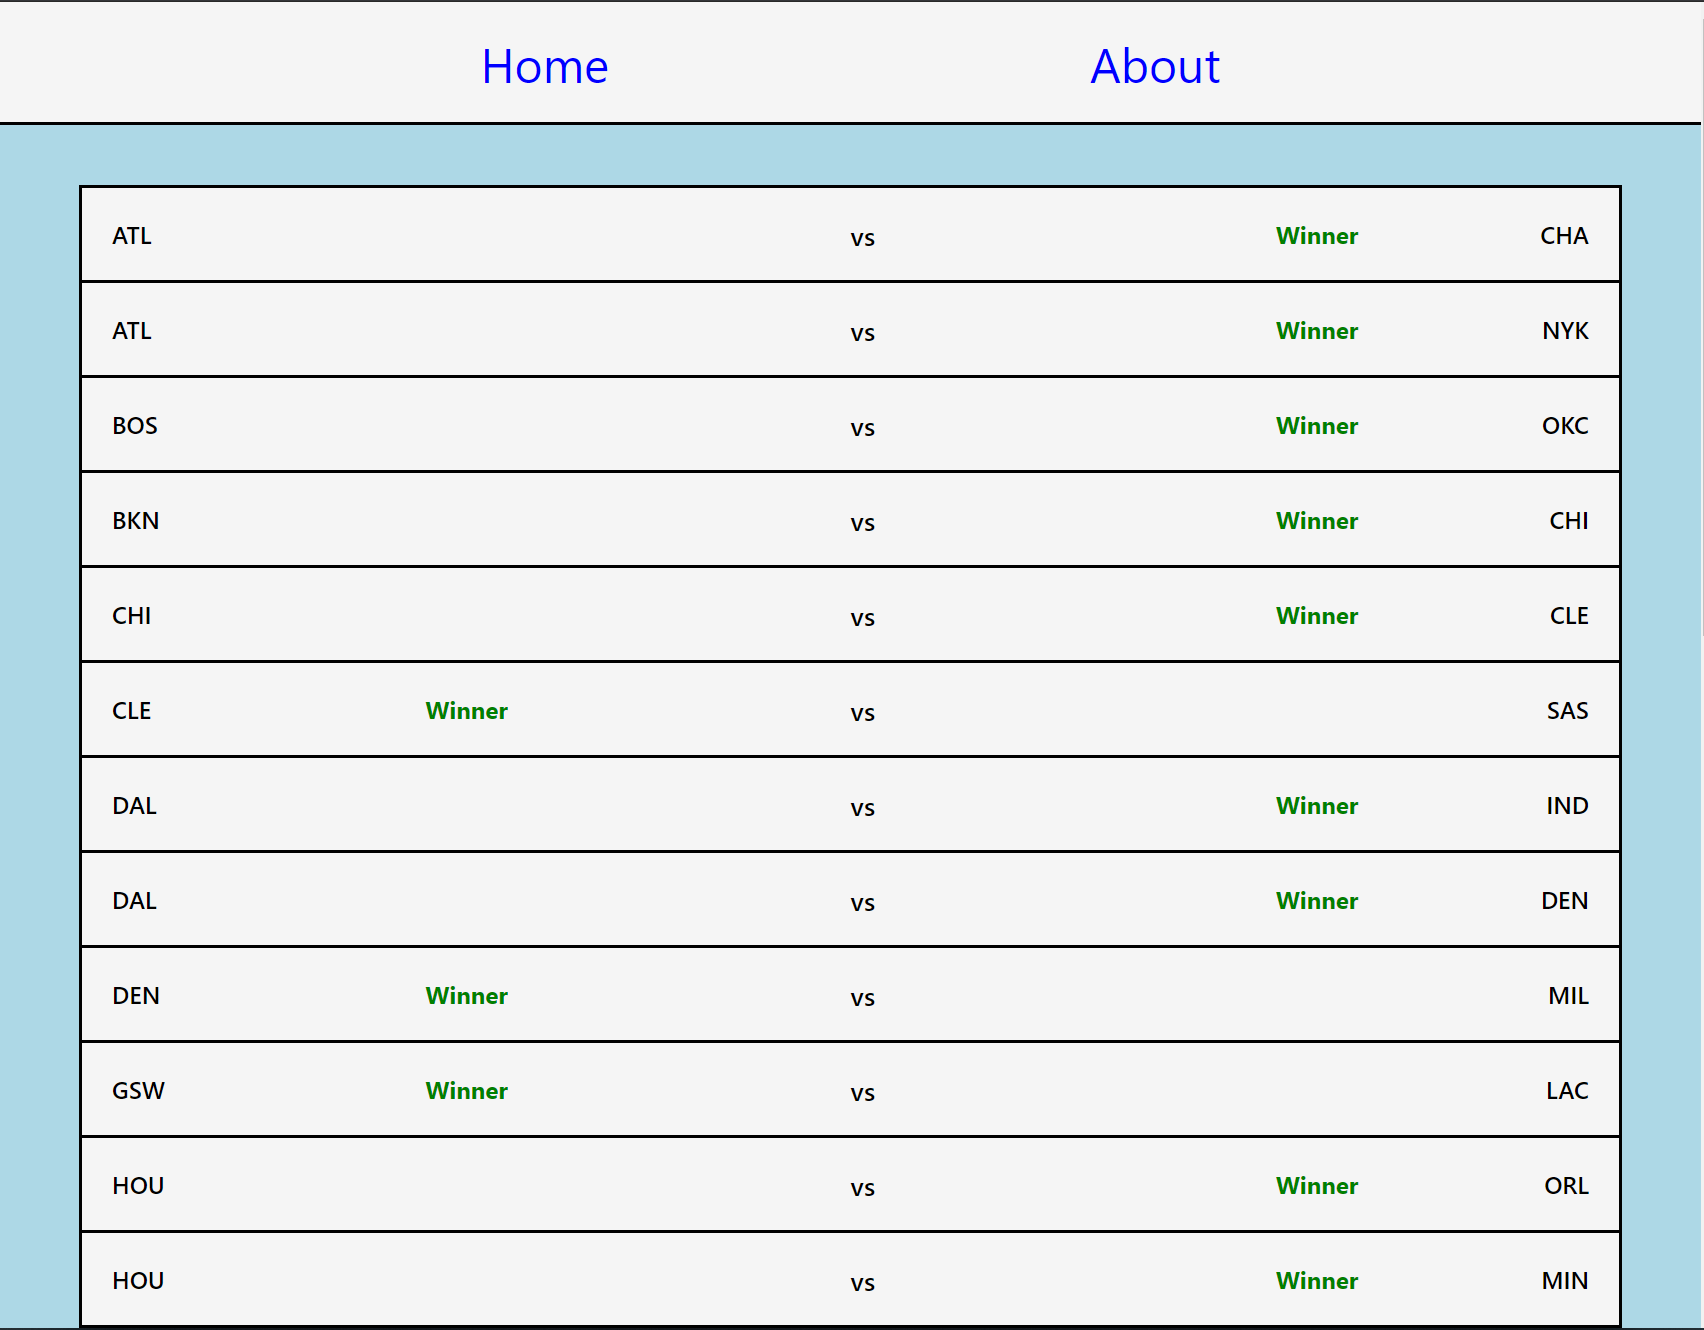 Home About
ATL vs Winner CHA
ATL vs Winner NYK
BOS vs Winner OKC
BKN vs Winner CHI
CHI vs Winner CLE
CLE Winner vs SAS
DAL vs Winner IND
DAL vs Winner DEN
DEN Winner vs MIL
GSW Winner vs LAC
HOU vs Winner ORL
HOU vs Winner MIN